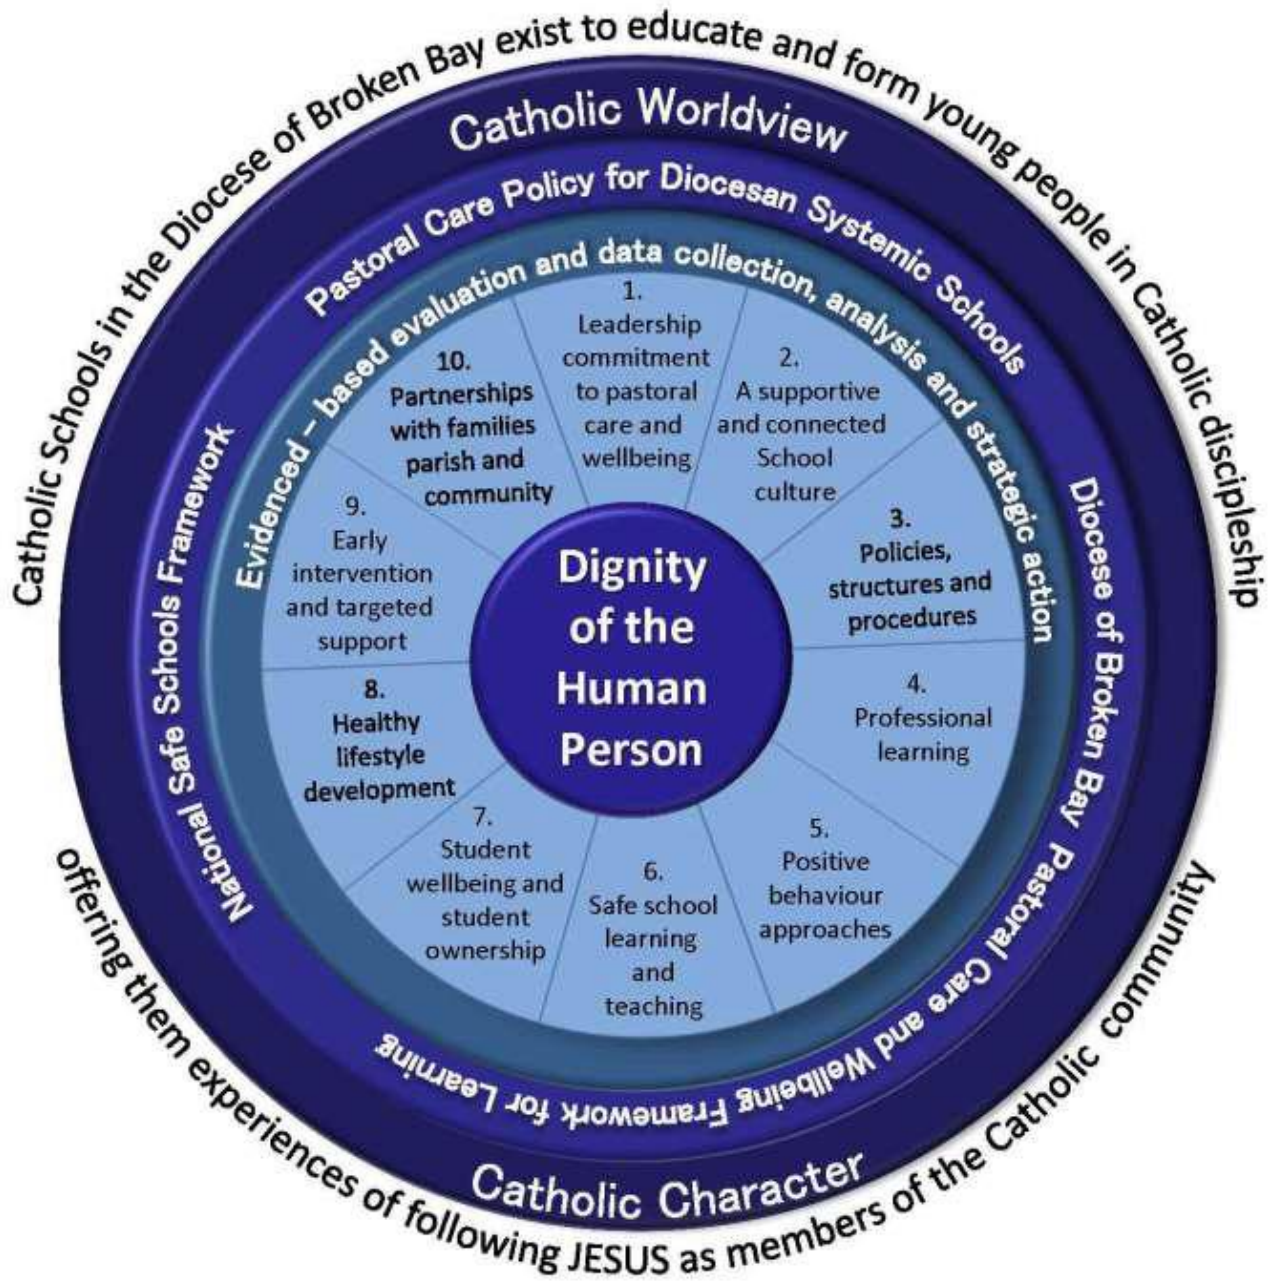 Catholic Schools in the Diocese of Broken Bay exist to educate and form young people in Catholic discipleship
offering them experiences of following JESUS as members of the Catholic community
Catholic Worldview
Catholic Character
Pastoral Care Policy for Diocesan Systemic Schools
Diocese of Broken Bay Pastoral Care and Wellbeing Framework for Learning
National Safe Schools Framework
Evidenced – based evaluation and data collection, analysis and strategic action
1.
Leadership
commitment
to pastoral
care and
wellbeing
2.
A supportive
and connected
School
culture
3.
Policies,
structures and
procedures
4.
Professional
learning
5.
Positive
behaviour
approaches
6.
Safe school
learning
and
teaching
7.
Student
wellbeing and
student
ownership
8.
Healthy
lifestyle
development
9.
Early
intervention
and targeted
support
10.
Partnerships
with families
parish and
community
Dignity
of the
Human
Person